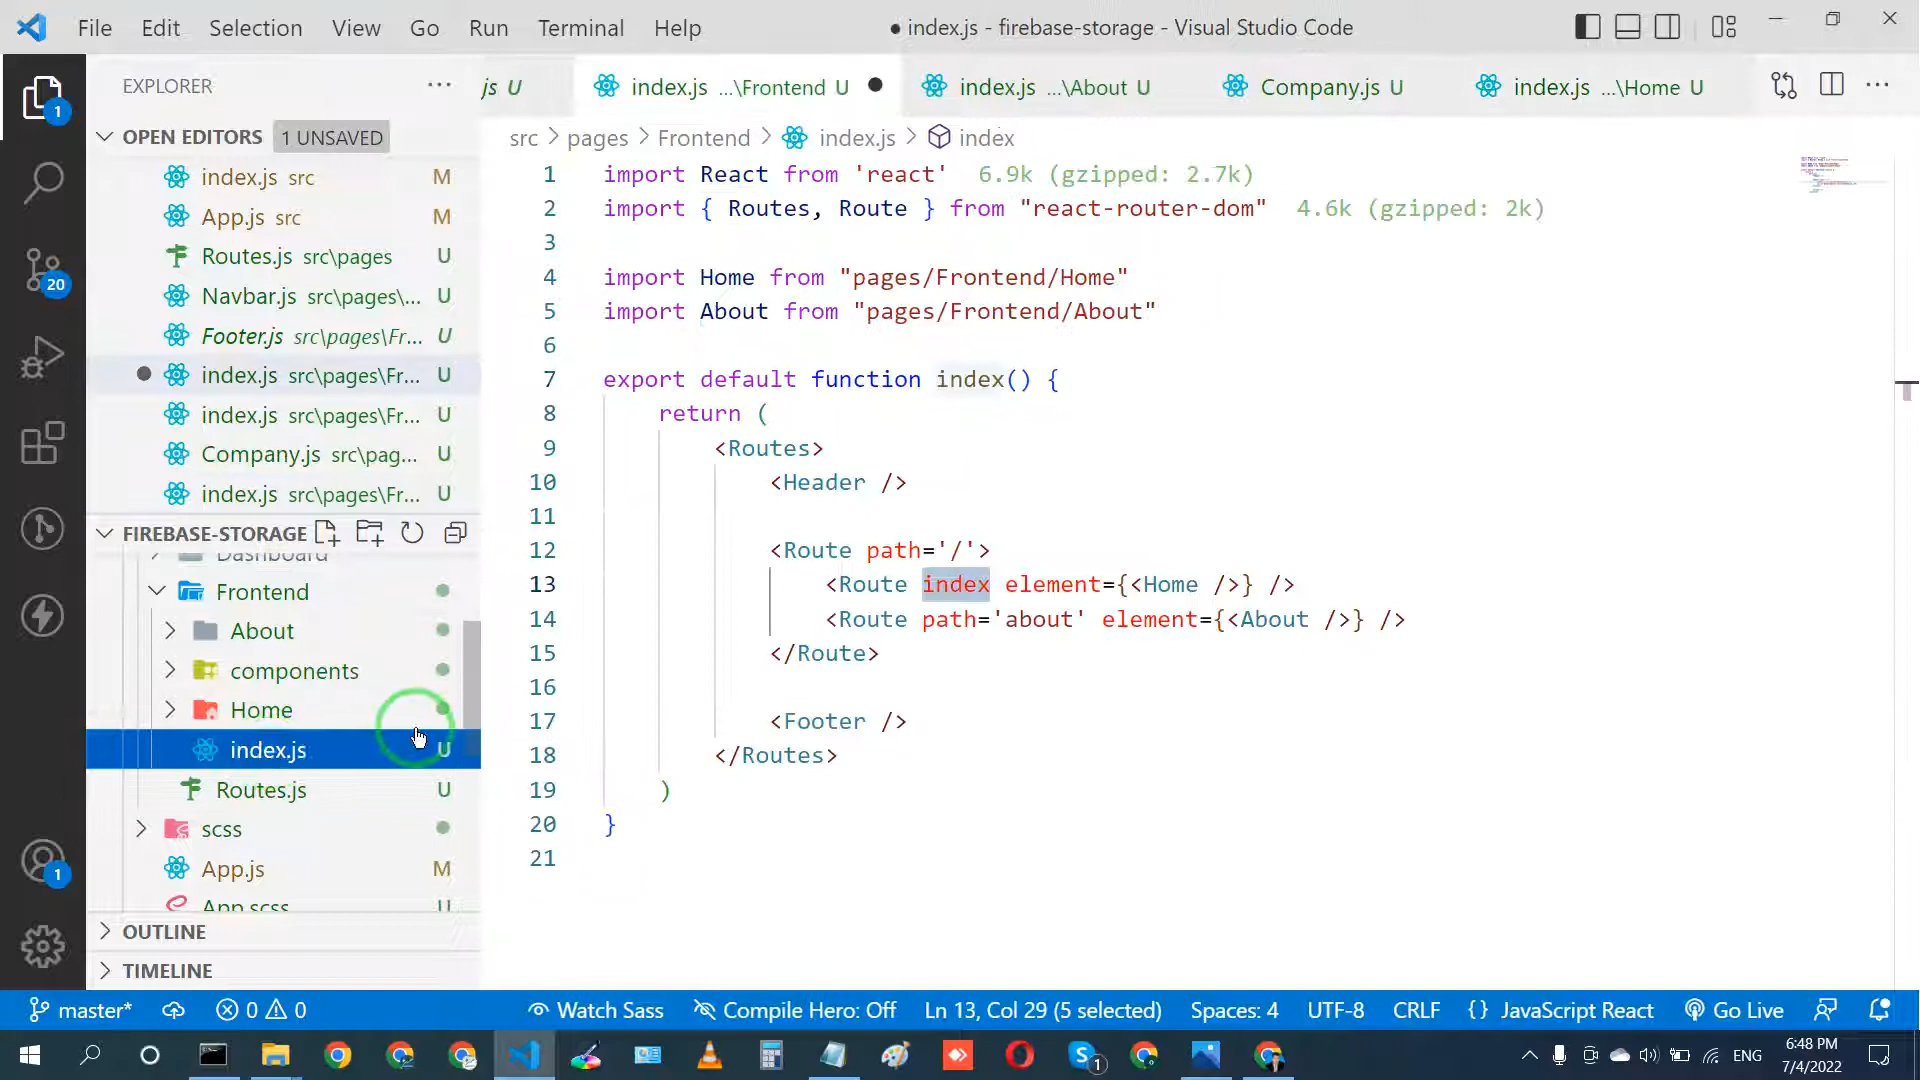 File Edit Selection View Go Run Terminal Help
● index.js - firebase-storage - Visual Studio Code
EXPLORER
OPEN EDITORS 1 UNSAVED
index.js src M
App.js src M
Routes.js src\pages U
Navbar.js src\pages\... U
Footer.js src\pages\Fr... U
index.js src\pages\Fr... U
index.js src\pages\Fr... U
Company.js src\pag... U
index.js src\pages\Fr... U
FIREBASE-STORAGE
Dashboard
Frontend
About
components
Home
index.js U
Routes.js U
scss
App.js M
App.scss U
OUTLINE
TIMELINE
1
20
1
js U
index.js ...\Frontend U
index.js ...\About U
Company.js U
index.js ...\Home U
src > pages > Frontend > index.js > index
1 import React from 'react' 6.9k (gzipped: 2.7k)
2 import { Routes, Route } from "react-router-dom" 4.6k (gzipped: 2k)
3
4 import Home from "pages/Frontend/Home"
5 import About from "pages/Frontend/About"
6
7 export default function index() {
8 return (
9 <Routes>
10 <Header />
11
12 <Route path='/'>
13 <Route index element={<Home />} />
14 <Route path='about' element={<About />} />
15 </Route>
16
17 <Footer />
18 </Routes>
19 )
20 }
21
master* 0 0 Watch Sass Compile Hero: Off Ln 13, Col 29 (5 selected) Spaces: 4 UTF-8 CRLF {} JavaScript React Go Live
1
ENG
6:48 PM
7/4/2022